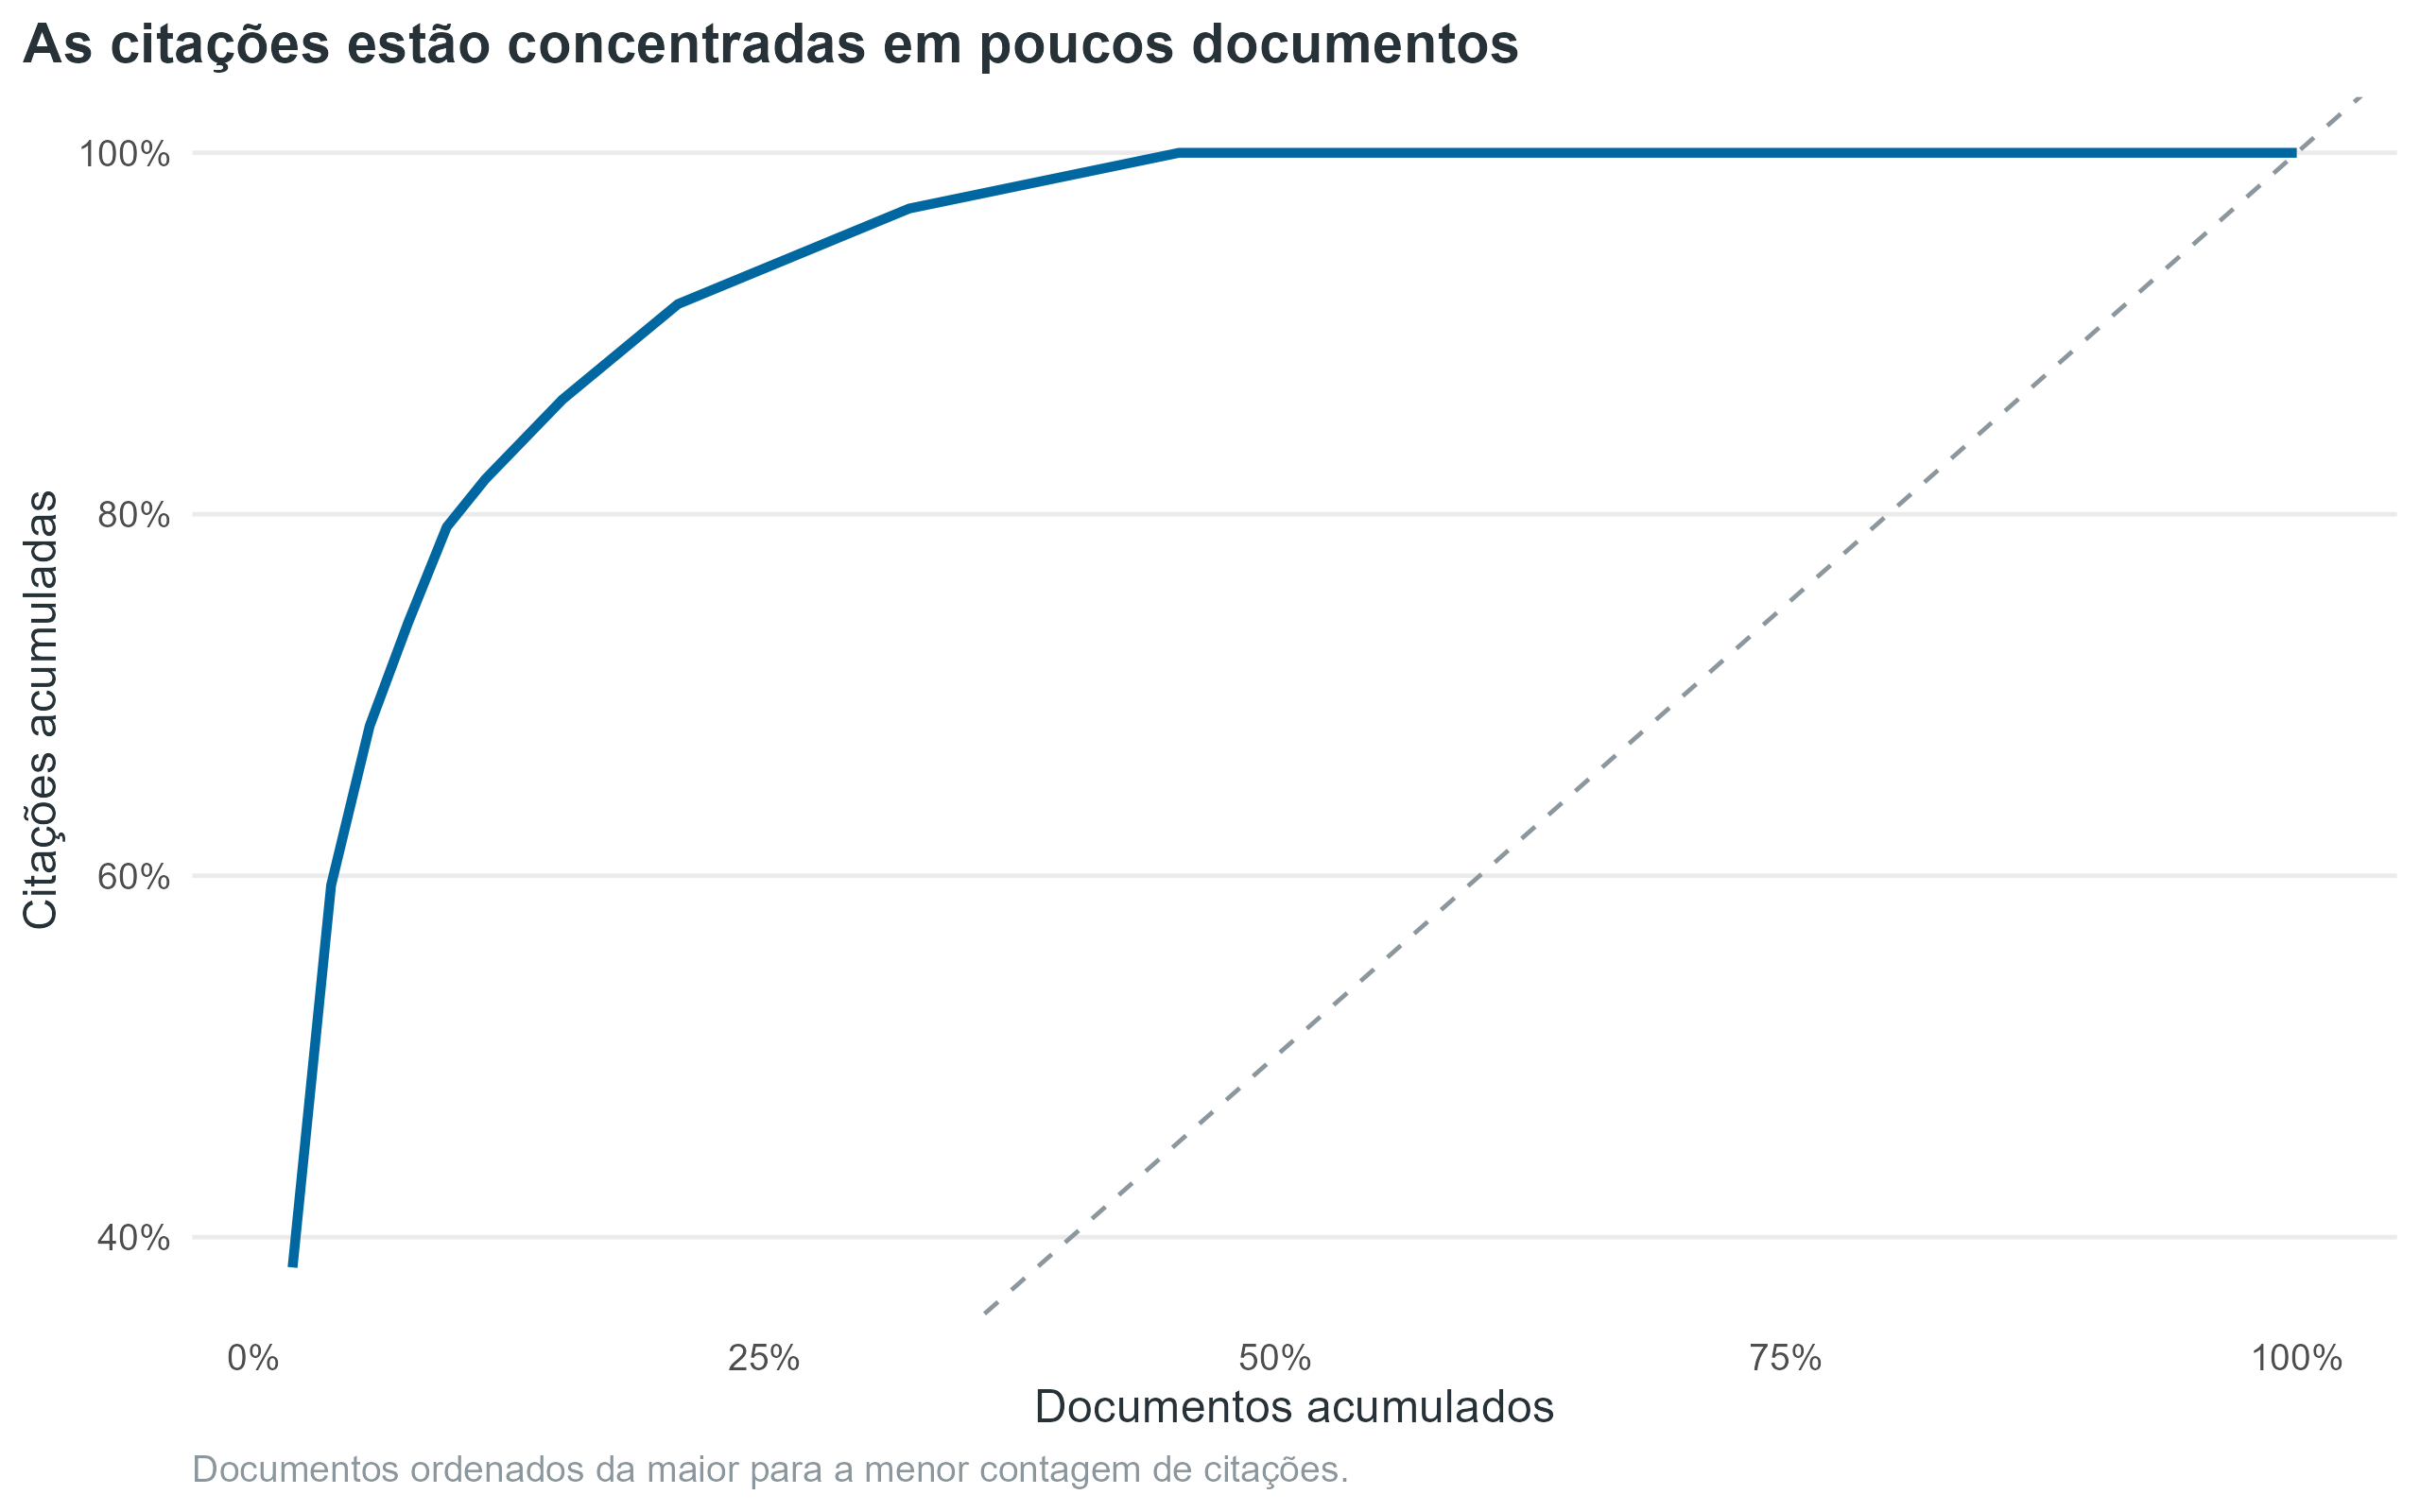 As citações estão concentradas em poucos documentos
100%
80%
60%
40%
Citações acumuladas
0% 25% 50% 75% 100%
Documentos acumulados
Documentos ordenados da maior para a menor contagem de citações.